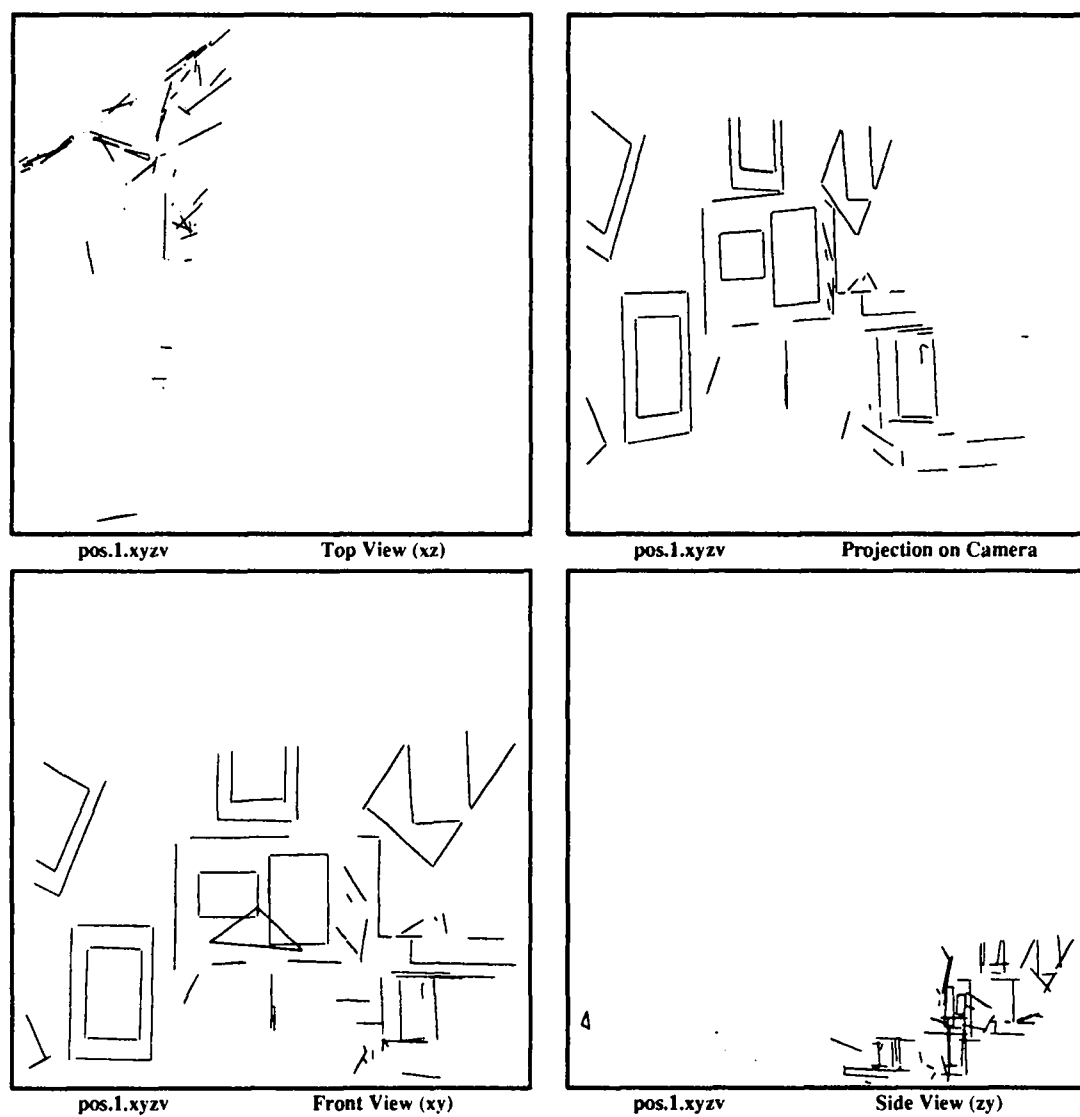 pos.1.xyzv Top View (xz)
pos.1.xyzv Projection on Camera
pos.1.xyzv Front View (xy)
pos.1.xyzv Side View (zy)